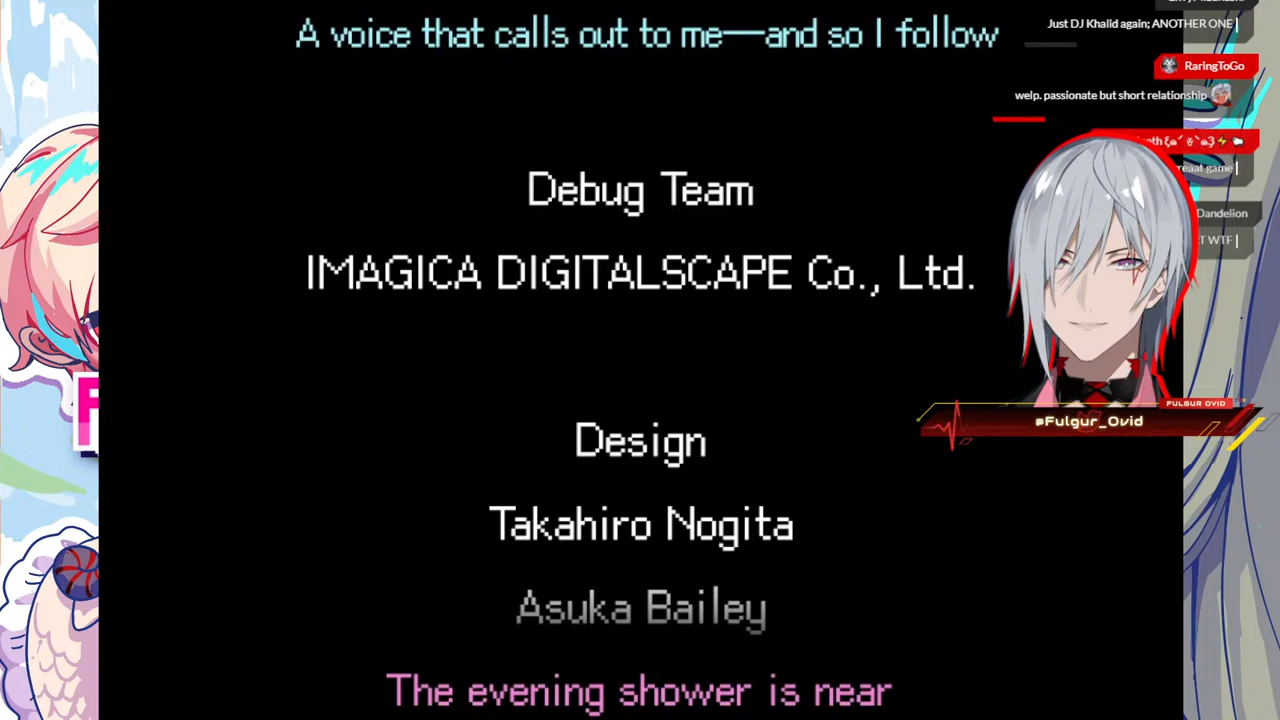 A voice that calls out to me—and so I follow
Debug Team
IMAGICA DIGITALSCAPE Co., Ltd.
Design
Takahiro Nogita
Asuka Bailey
The evening shower is near
Just DJ Khalid again; ANOTHER ONE
RaringToGo
welp. passionate but short relationship
game
Dandelion
WTF
FULGUR OVID
@Fulgur_Ovid